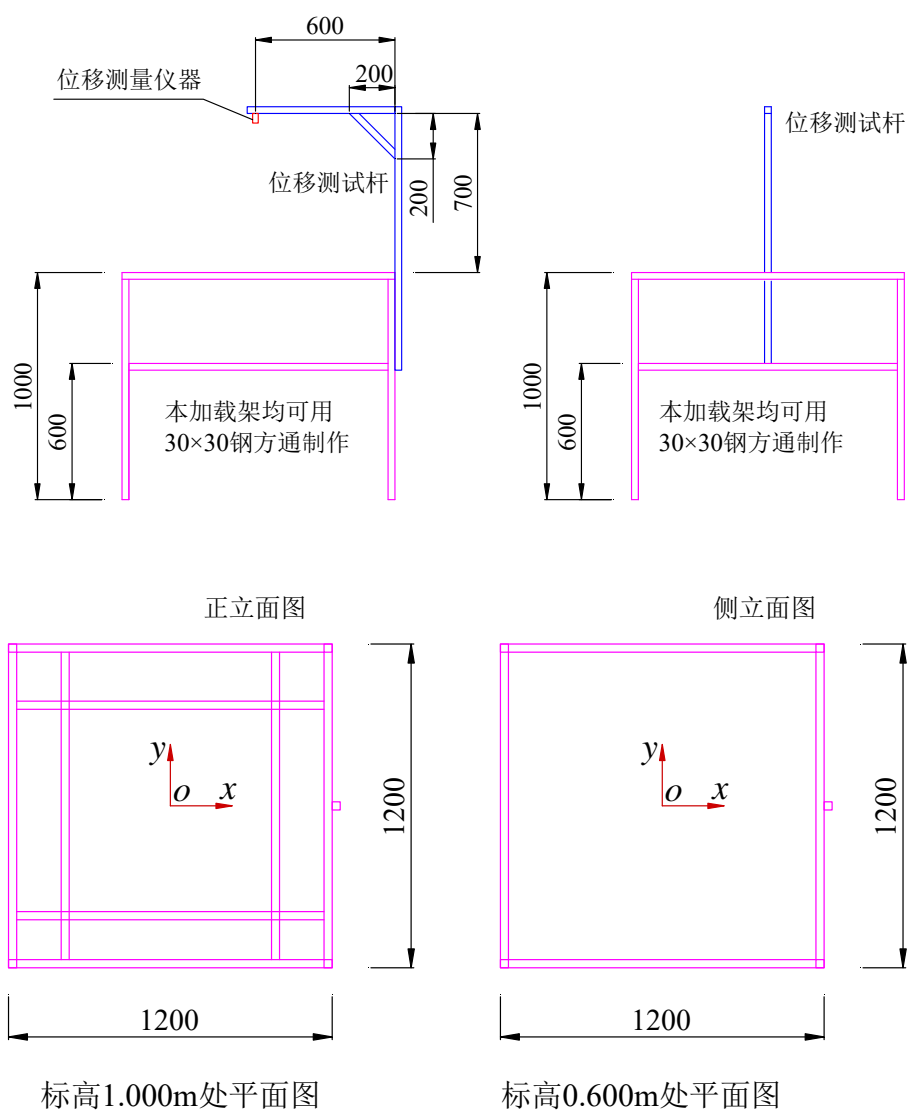 600
位移测量仪器
200
位移测试杆
200
700
1000
600
本加载架均可用
30×30钢方通制作
正立面图
位移测试杆
1000
600
本加载架均可用
30×30钢方通制作
侧立面图
y
o
x
1200
1200
标高1.000m处平面图
y
o
x
1200
1200
标高0.600m处平面图